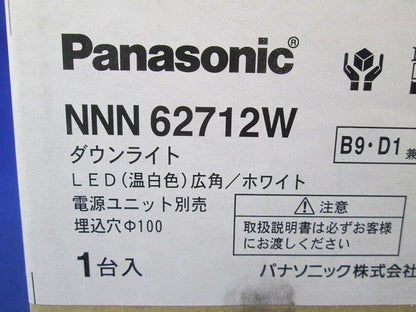 Panasonic®
NNN 62712W
ダウンライト
B9・D1兼
LED(温白色)広角/ホワイト
電源ユニット別売
埋込穴Φ100
⚠注意
取扱説明書は必ずお客様
にお渡しください
1台入
パナソニック株式会